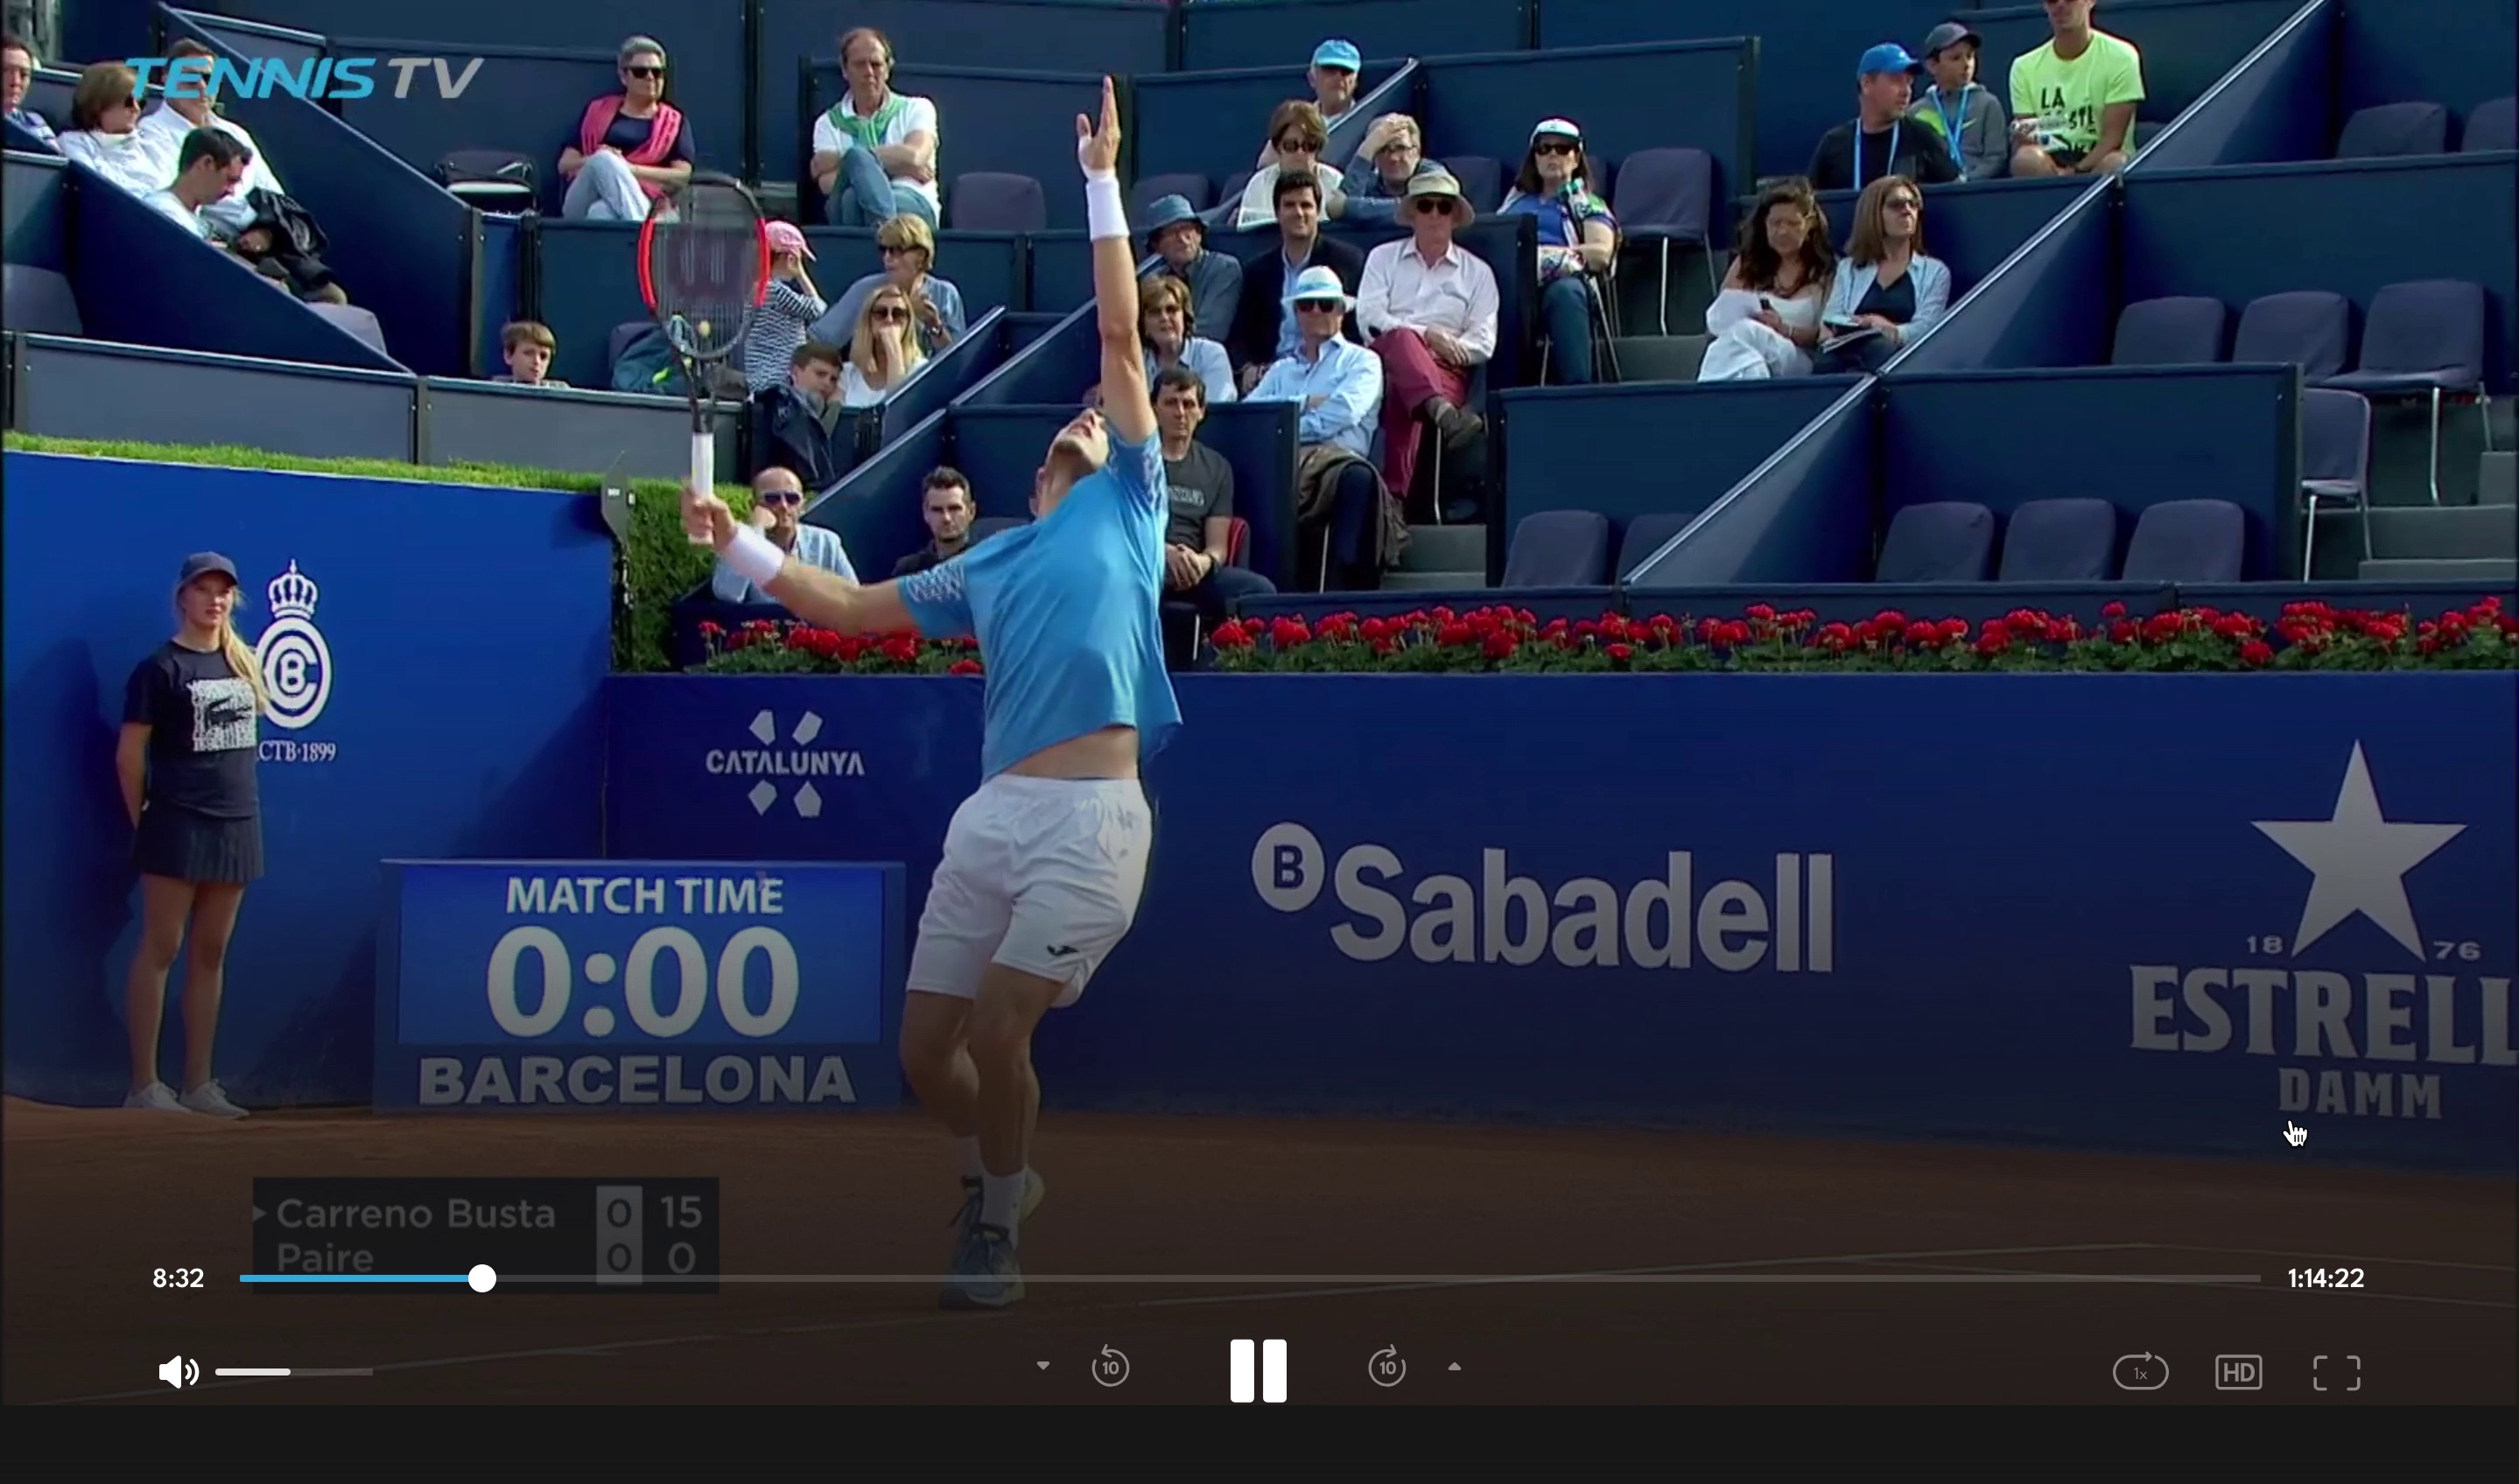 TENNIS TV
LA
CTB·1899
CATALUNYA
MATCH TIME
0:00
BARCELONA
B Sabadell
18 76
ESTRELL
DAMM
Carreno Busta 0 15
Paire 0 0
8:32
1:14:22
10
10
1x
HD